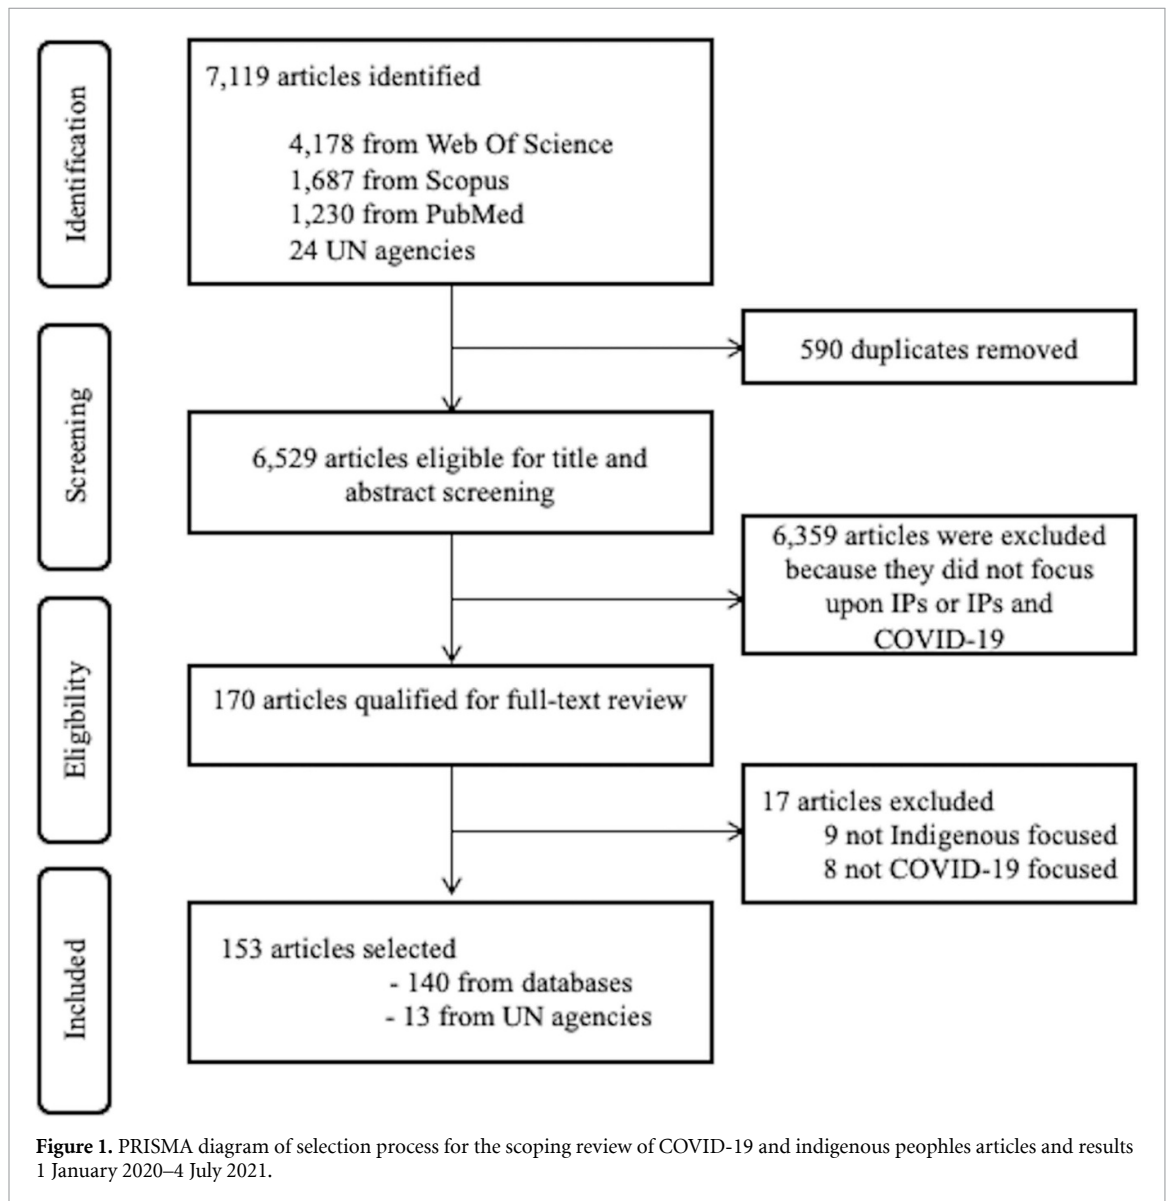 Identification
7,119 articles identified
4,178 from Web Of Science
1,687 from Scopus
1,230 from PubMed
24 UN agencies
590 duplicates removed
Screening
6,529 articles eligible for title and
abstract screening
6,359 articles were excluded
because they did not focus
upon IPs or IPs and
COVID-19
Eligibility
170 articles qualified for full-text review
17 articles excluded
9 not Indigenous focused
8 not COVID-19 focused
Included
153 articles selected
- 140 from databases
- 13 from UN agencies
Figure 1. PRISMA diagram of selection process for the scoping review of COVID-19 and indigenous peophles articles and results
1 January 2020–4 July 2021.